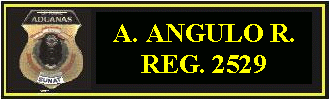 ADUANAS
SUNAT
A. ANGULO R.
REG. 2529